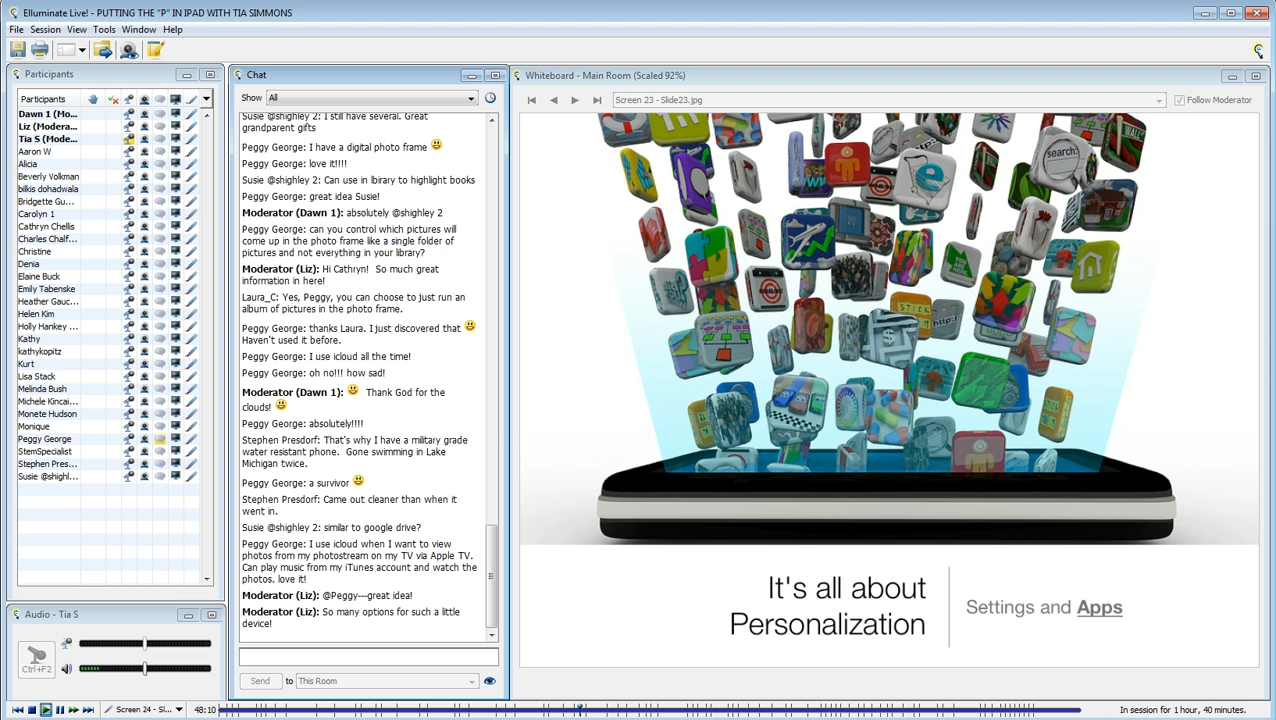 Elluminate Live! - PUTTING THE "P" IN IPAD WITH TIA SIMMONS
File Session View Tools Window Help
Participants
Participants
Dawn 1 (Mo...
Liz (Modera...
Tia S (Mode...
Aaron W
Alicia
Beverly Volkman
bilkis dohadwala
Bridgette Gu...
Carolyn 1
Cathryn Chellis
Charles Chalf...
Christine
Denia
Elaine Buck
Emily Tabenske
Heather Gauc...
Helen Kim
Holly Hankey ...
Kathy
kathykopitz
Kurt
Lisa Stack
Melinda Bush
Michele Kincai...
Monete Hudson
Monique
Peggy George
StemSpecialist
Stephen Pres...
Susie @shighl...
Audio - Tia S
Ctrl+F2
Chat
Show All
Susie @shighley 2: I still have several. Great
grandparent gifts
Peggy George: I have a digital photo frame
Peggy George: love it!!!!
Susie @shighley 2: Can use in lbirary to highlight books
Peggy George: great idea Susie!
Moderator (Dawn 1): absolutely @shighley 2
Peggy George: can you control which pictures will
come up in the photo frame like a single folder of
pictures and not everything in your library?
Moderator (Liz): Hi Cathryn! So much great
information in here!
Laura_C: Yes, Peggy, you can choose to just run an
album of pictures in the photo frame.
Peggy George: thanks Laura. I just discovered that
Haven't used it before.
Peggy George: I use icloud all the time!
Peggy George: oh no!!! how sad!
Moderator (Dawn 1): Thank God for the
clouds!
Peggy George: absolutely!!!!
Stephen Presdorf: That's why I have a military grade
water resistant phone. Gone swimming in Lake
Michigan twice.
Peggy George: a survivor
Stephen Presdorf: Came out cleaner than when it
went in.
Susie @shighley 2: similar to google drive?
Peggy George: I use icloud when I want to view
photos from my photostream on my TV via Apple TV.
Can play music from my iTunes account and watch the
photos. love it!
Moderator (Liz): @Peggy---great idea!
Moderator (Liz): So many options for such a little
device!
Send to This Room
Whiteboard - Main Room (Scaled 92%)
Screen 23 - Slide23.jpg
Follow Moderator
search:
YOU ARE HERE
STICK
http:/
It's all about
Personalization
Settings and Apps
Screen 24 - Sl...
48:10
In session for 1 hour, 40 minutes.